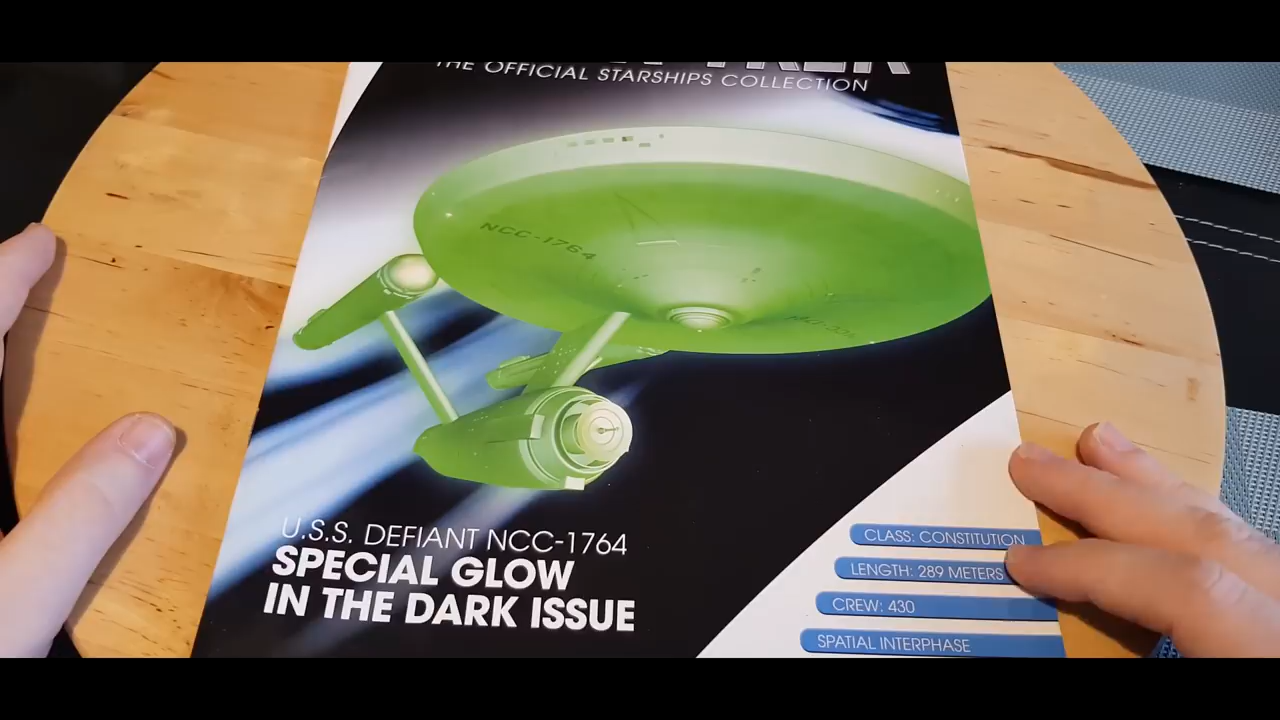 THE OFFICIAL STARSHIPS COLLECTION
NCC-1764
U.S.S. DEFIANT NCC-1764
SPECIAL GLOW
IN THE DARK ISSUE
CLASS: CONSTITUTION
LENGTH: 289 METERS
CREW: 430
SPATIAL INTERPHASE